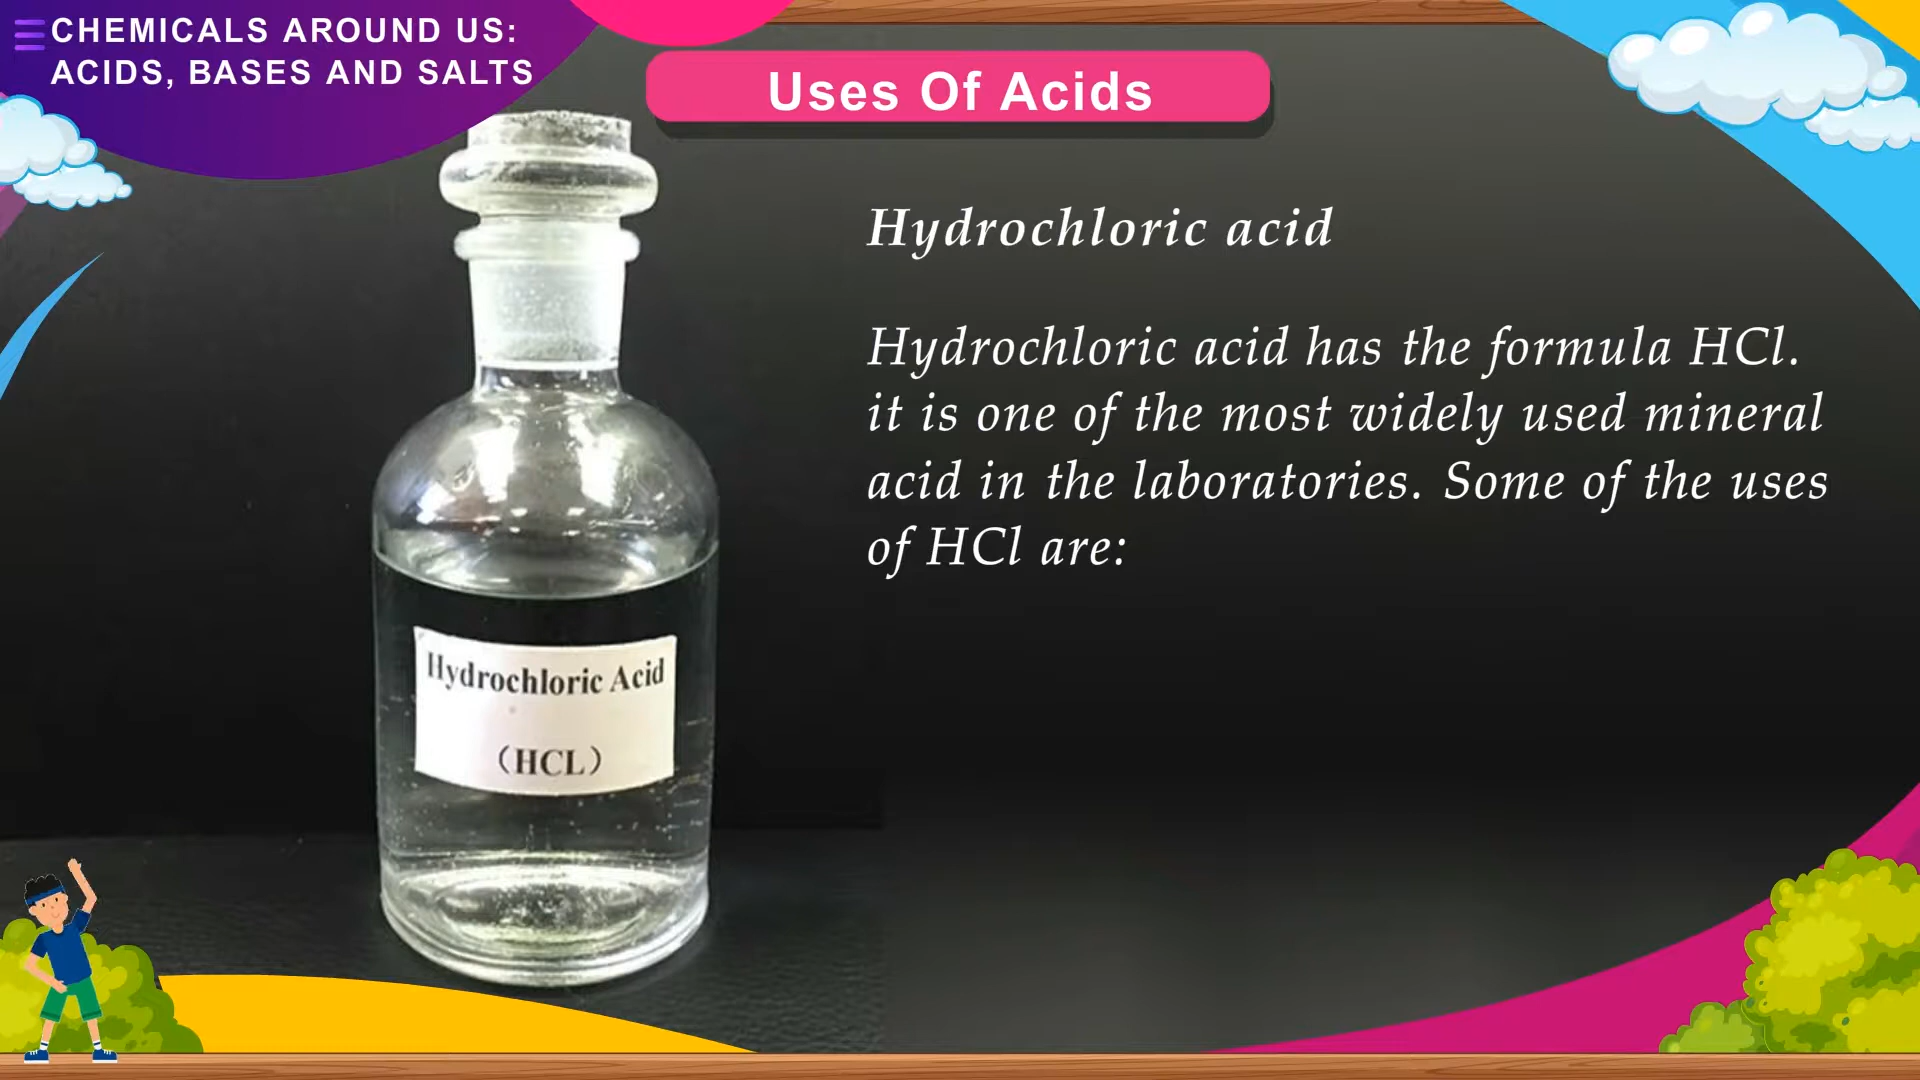 CHEMICALS AROUND US:
ACIDS, BASES AND SALTS
Uses Of Acids
Hydrochloric acid
Hydrochloric acid has the formula HCl.
it is one of the most widely used mineral
acid in the laboratories. Some of the uses
of HCl are:
Hydrochloric Acid
(HCL)